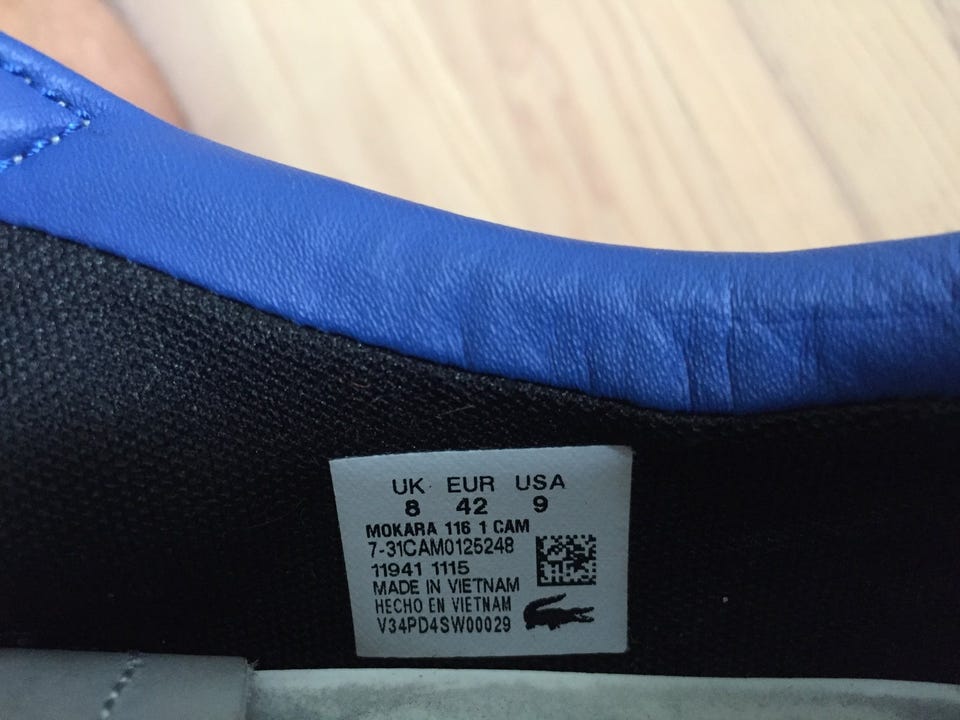 UK EUR USA
8 42 9
MOKARA 116 1 CAM
7-31CAM0125248
11941 1115
MADE IN VIETNAM
HECHO EN VIETNAM
V34PD4SW00029